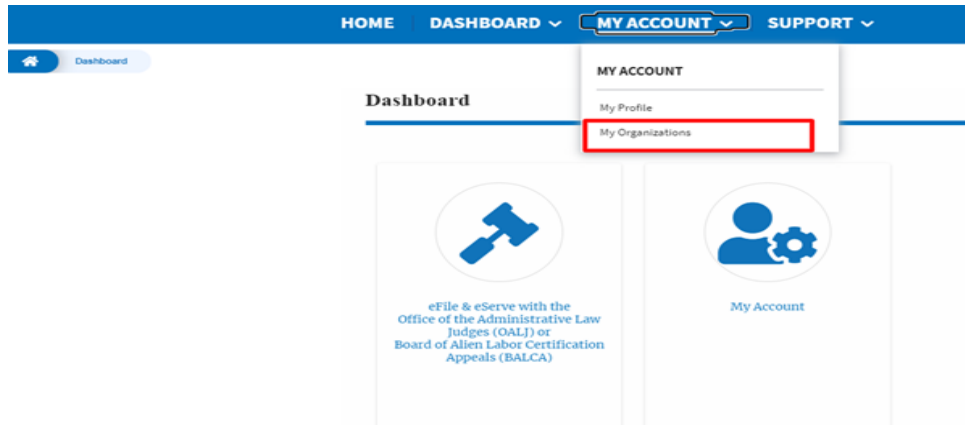 HOME DASHBOARD MY ACCOUNT SUPPORT
Dashboard
MY ACCOUNT
My Profile
My Organizations
Dashboard
eFile & eServe with the
Office of the Administrative Law
Judges (OALJ) or
Board of Alien Labor Certification
Appeals (BALCA)
My Account